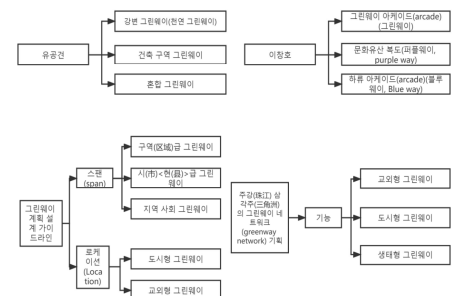 유공견
강변 그린웨이(천연 그린웨이)
건축 구역 그린웨이
혼합 그린웨이
이창호
그린웨이 아케이드(arcade)
(그린웨이)
문화유산 복도(퍼플웨이,
purple way)
하류 아케이드(arcade)(블루
웨이, Blue way)
그린웨이
계획 설
계 가이
드라인
스팬
(span)
구역(区域)급 그린웨이
시(市)<현(县)>급 그린
웨이
지역 사회 그린웨이
로케
이션
(Loca
tion)
도시형 그린웨이
교외형 그린웨이
주강(珠江) 삼
각주(三角洲)
의 그린웨이 네
트워크
(greenway
network) 기획
기능
교외형 그린웨이
도시형 그린웨이
생태형 그린웨이